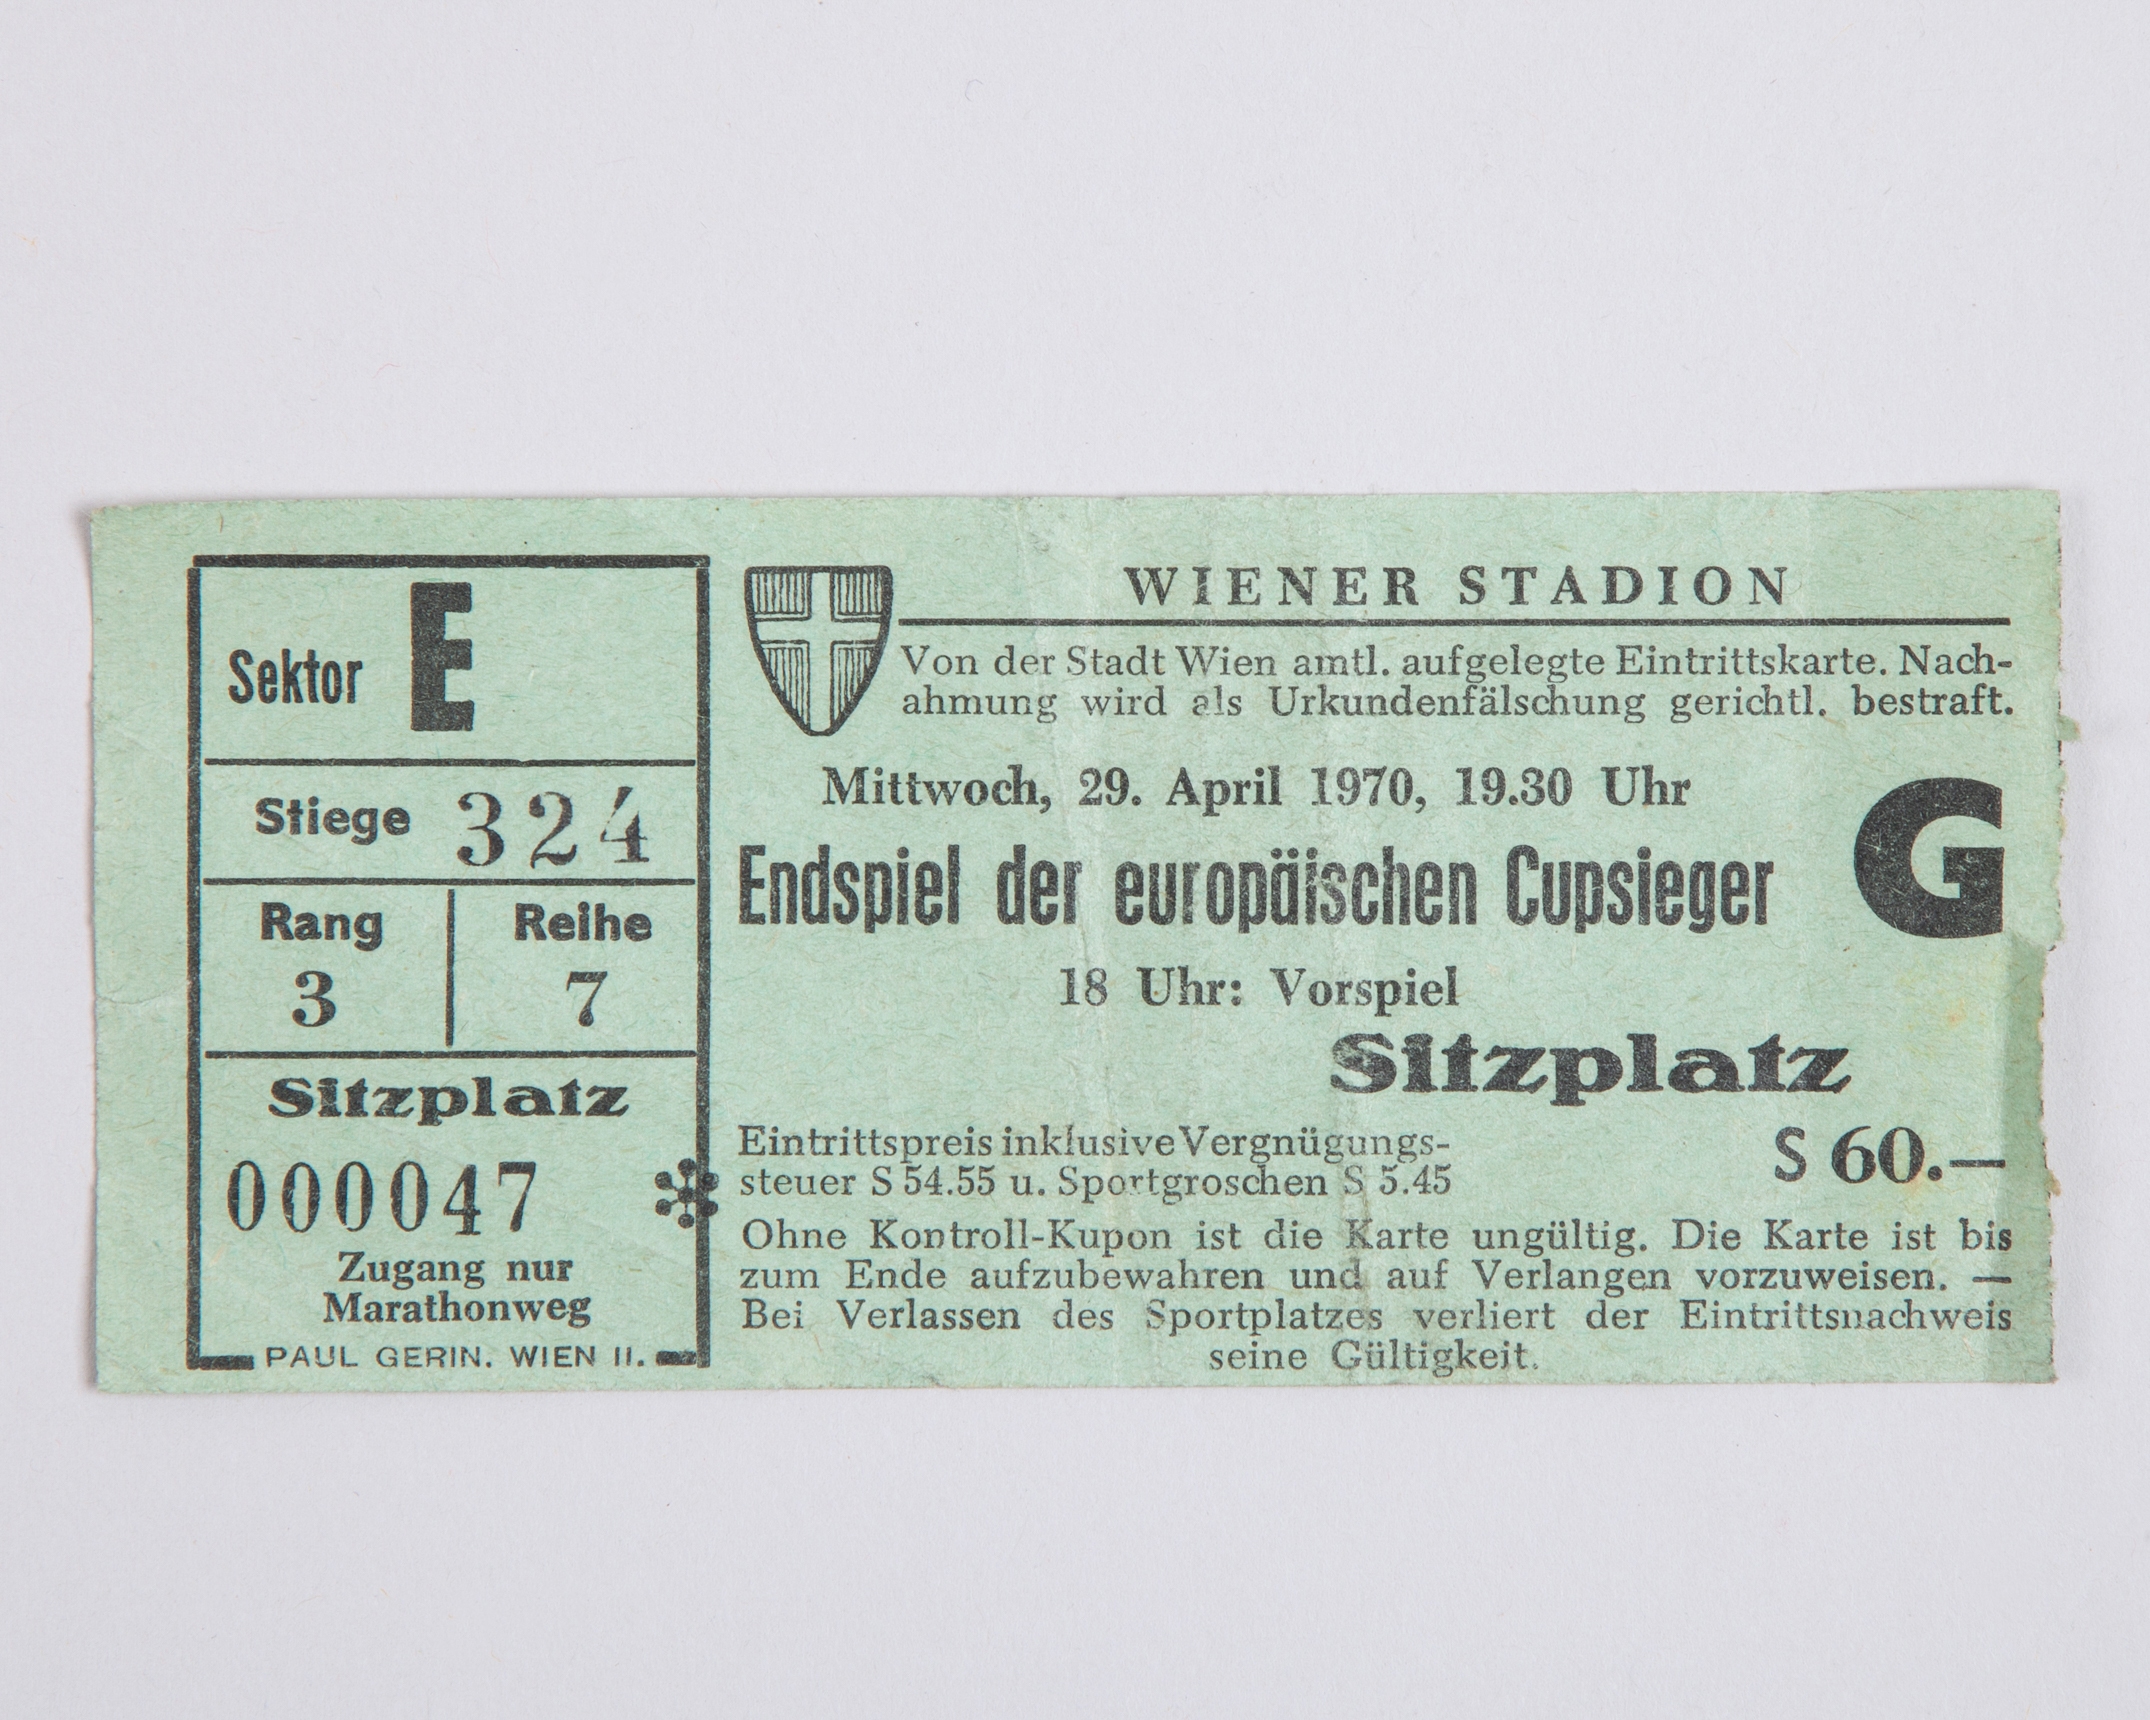 Sektor E
Stiege 324
Rang Reihe
3 7
Sitzplatz
000047
Zugang nur
Marathonweg
PAUL GERIN. WIEN II.
WIENER STADION
Von der Stadt Wien amtl. aufgelegte Eintrittskarte. Nach-
ahmung wird als Urkundenfälschung gerichtl. bestraft.
Mittwoch, 29. April 1970, 19.30 Uhr
Endspiel der europäischen Cupsieger
G
18 Uhr: Vorspiel
Sitzplatz
Eintrittspreis inklusive Vergnügungs-
steuer S 54.55 u. Sportgroschen S 5.45
S 60.—
Ohne Kontroll-Kupon ist die Karte ungültig. Die Karte ist bis
zum Ende aufzubewahren und auf Verlangen vorzuweisen. —
Bei Verlassen des Sportplatzes verliert der Eintrittsnachweis
seine Gültigkeit.